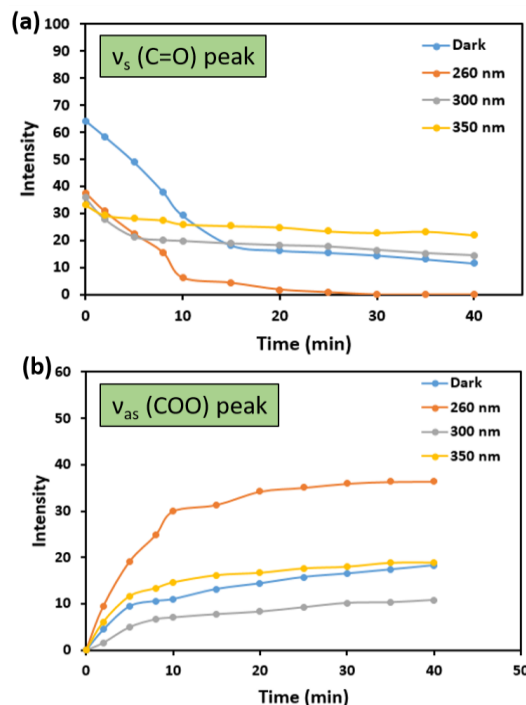 (a)
νs (C=O) peak
Dark
260 nm
300 nm
350 nm
Intensity
100
90
80
70
60
50
40
30
20
10
0
0 10 20 30 40
Time (min)
(b)
νas (COO) peak
Dark
260 nm
300 nm
350 nm
Intensity
60
50
40
30
20
10
0
0 10 20 30 40 50
Time (min)